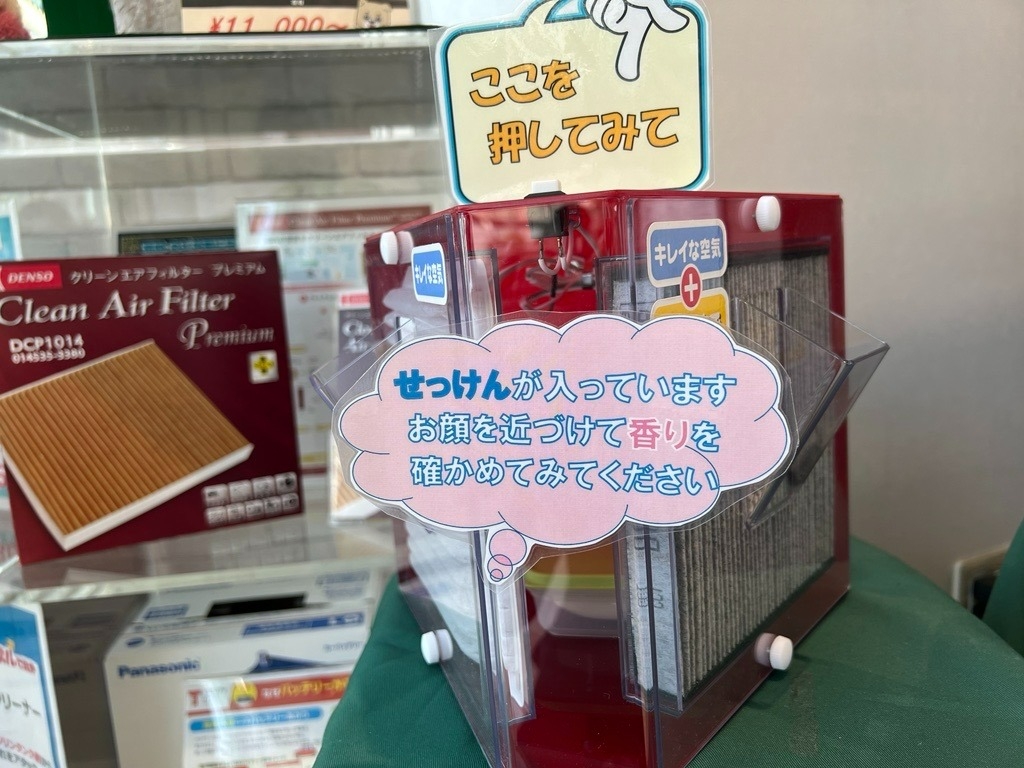 ¥11,000~
ここを
押してみて
キレイな空気
キレイな空気
+
DENSO クリーンエアフィルター プレミアム
Clean Air Filter
Premium
DCP1014
014535-3380
せっけんが入っています
お顔を近づけて香りを
確かめてみてください
Panasonic